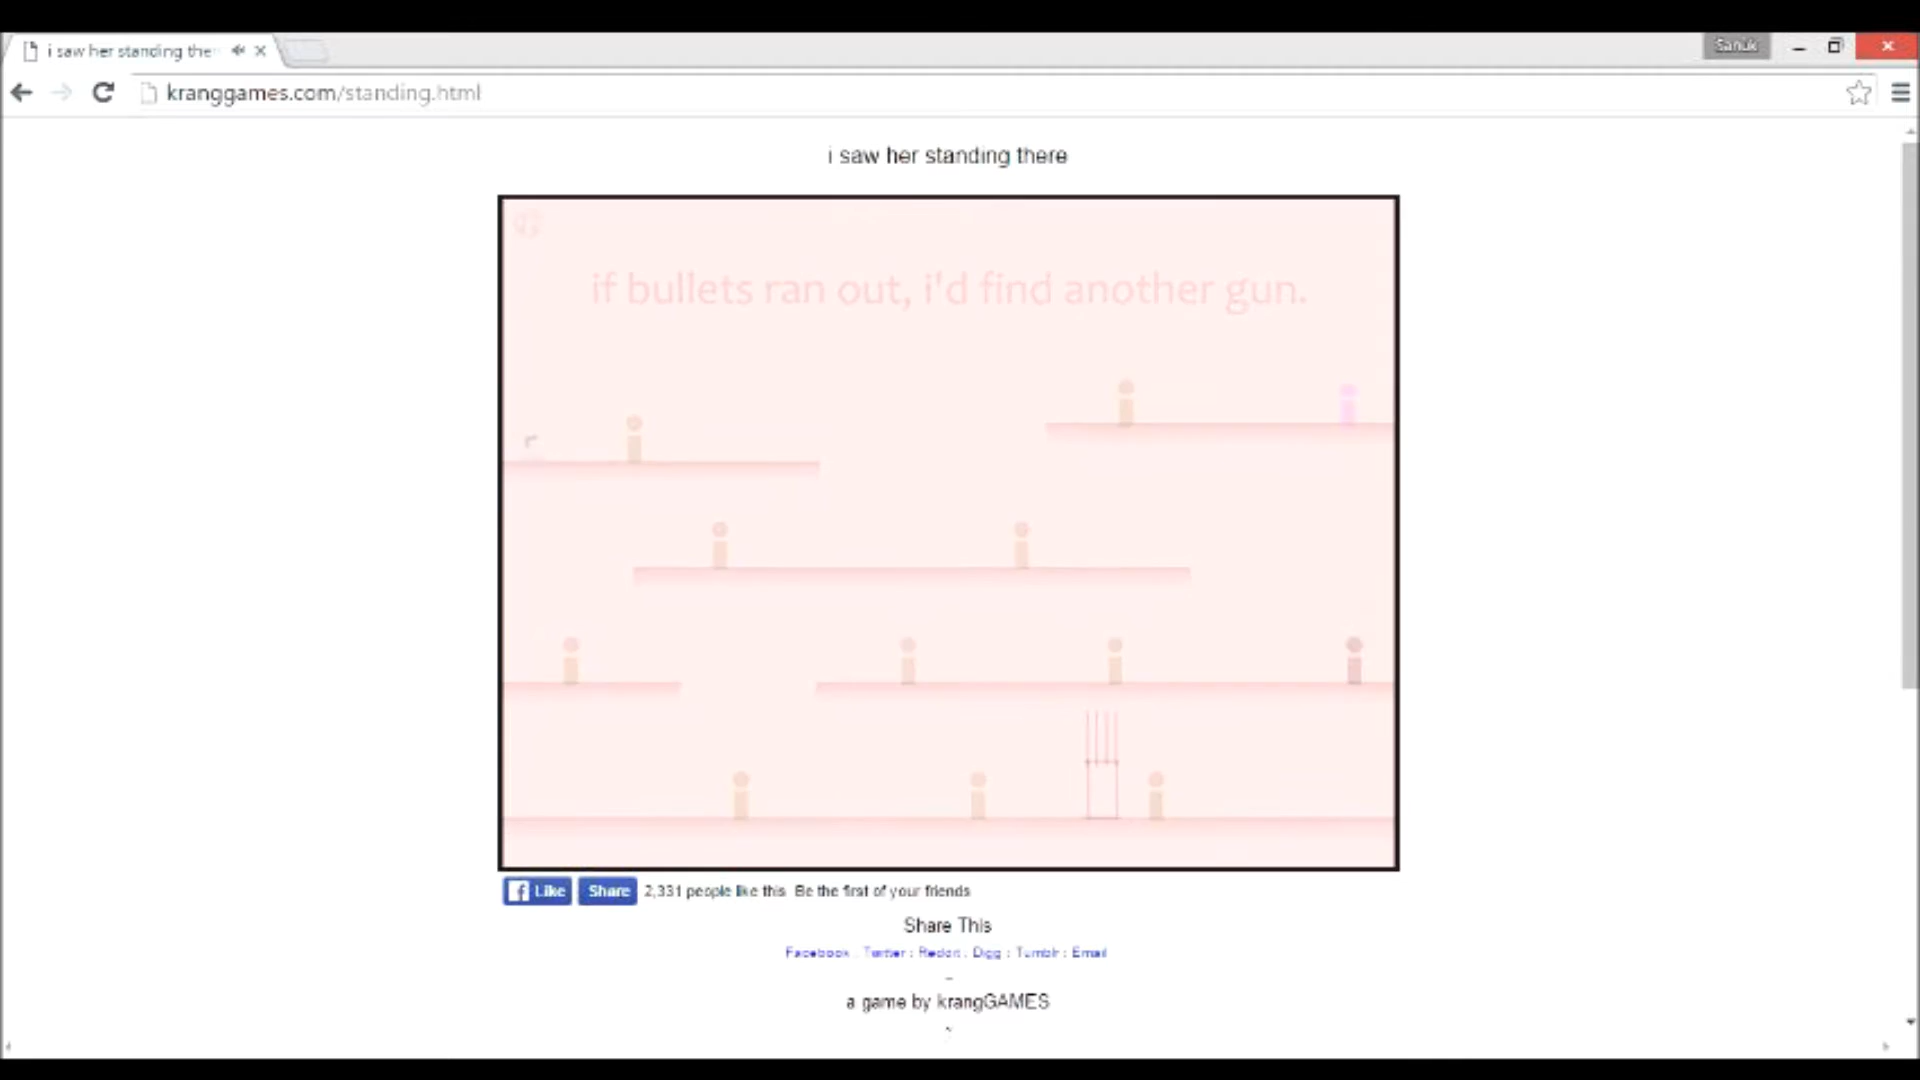 i saw her standing the
Sanuk
kranggames.com/standing.html
i saw her standing there
if bullets ran out, i'd find another gun.
Like Share 2,331 people like this. Be the first of your friends
Share This
Facebook : Twitter : Reddit : Digg : Tumblr : Email
-
a game by krangGAMES